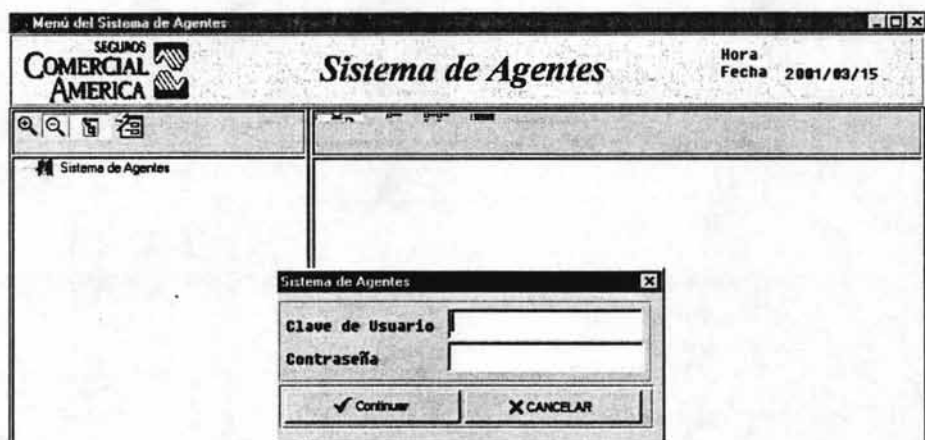 Menú del Sistema de Agentes
SEGUROS
COMERCIAL
AMERICA
Sistema de Agentes
Hora
Fecha 2001/03/15
Sistema de Agentes
Sistema de Agentes
Clave de Usuario
Contraseña
Continuar
CANCELAR